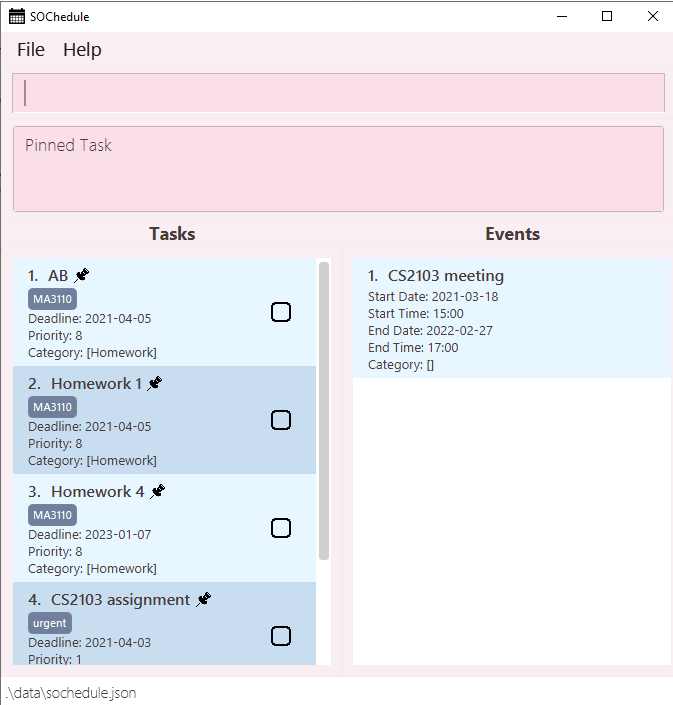 SOChedule
File Help
Pinned Task
Tasks
1. AB
MA3110
Deadline: 2021-04-05
Priority: 8
Category: [Homework]
2. Homework 1
MA3110
Deadline: 2021-04-05
Priority: 8
Category: [Homework]
3. Homework 4
MA3110
Deadline: 2023-01-07
Priority: 8
Category: [Homework]
4. CS2103 assignment
urgent
Deadline: 2021-04-03
Priority: 1
Events
1. CS2103 meeting
Start Date: 2021-03-18
Start Time: 15:00
End Date: 2022-02-27
End Time: 17:00
Category: []
.\data\sochedule.json